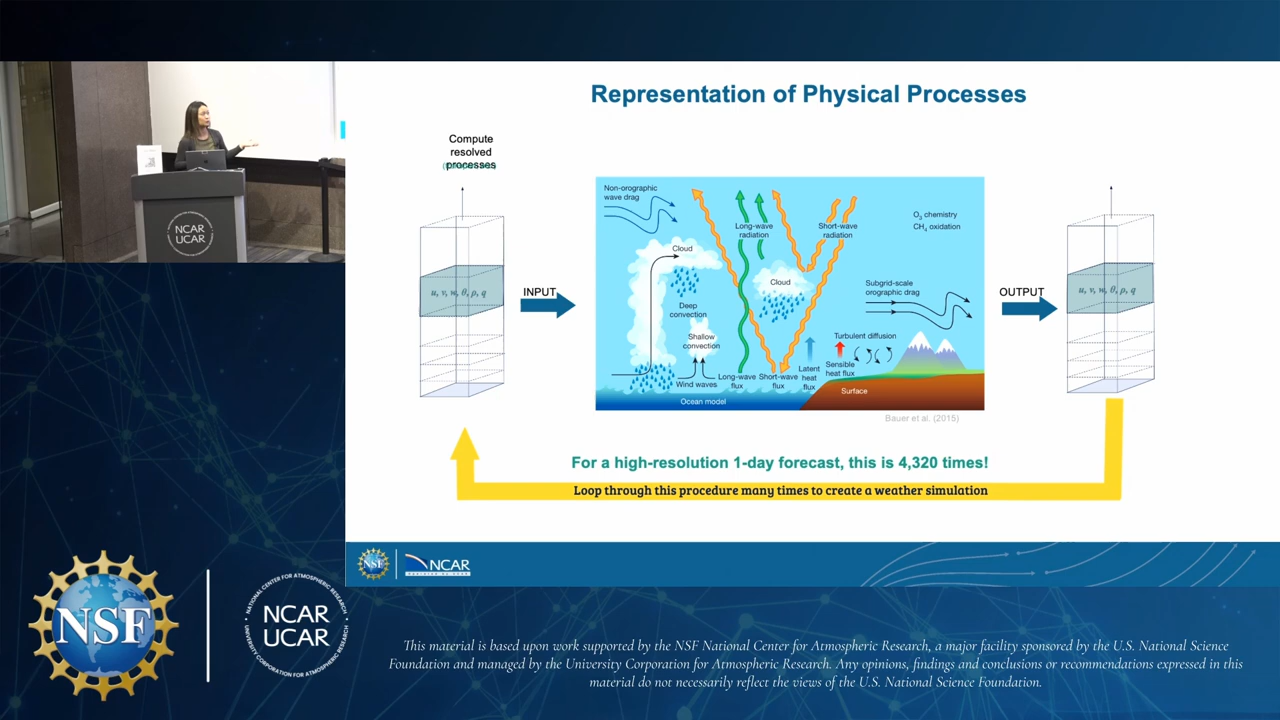 Representation of Physical Processes
Compute
resolved
processes
u, v, w, θ, ρ, q
INPUT
Non-orographic
wave drag
Cloud
Deep
convection
Shallow
convection
Wind waves
Ocean model
Long-wave
radiation
Short-wave
radiation
Cloud
Long-wave
flux
Short-wave
flux
Latent
heat
flux
O3 chemistry
CH4 oxidation
Subgrid-scale
orographic drag
Turbulent diffusion
Sensible
heat flux
Surface
Bauer et al. (2015)
OUTPUT
u, v, w, θ, ρ, q
For a high-resolution 1-day forecast, this is 4,320 times!
Loop through this procedure many times to create a weather simulation
NCAR
UCAR
NSF
NCAR
NSF
NATIONAL CENTER FOR ATMOSPHERIC RESEARCH
NCAR
UCAR
UNIVERSITY CORPORATION FOR ATMOSPHERIC RESEARCH
This material is based upon work supported by the NSF National Center for Atmospheric Research, a major facility sponsored by the U.S. National Science
Foundation and managed by the University Corporation for Atmospheric Research. Any opinions, findings and conclusions or recommendations expressed in this
material do not necessarily reflect the views of the U.S. National Science Foundation.